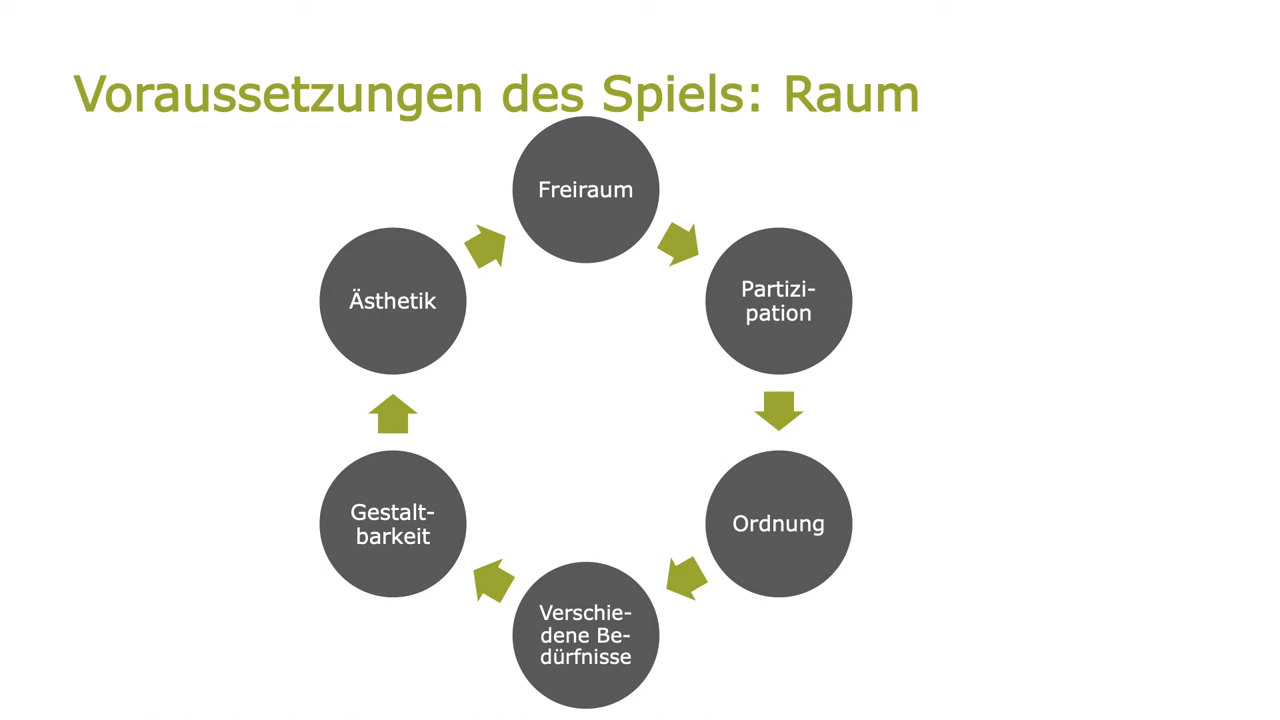 Voraussetzungen des Spiels: Raum
Freiraum
Partizi-
pation
Ordnung
Verschie-
dene Be-
dürfnisse
Gestalt-
barkeit
Ästhetik